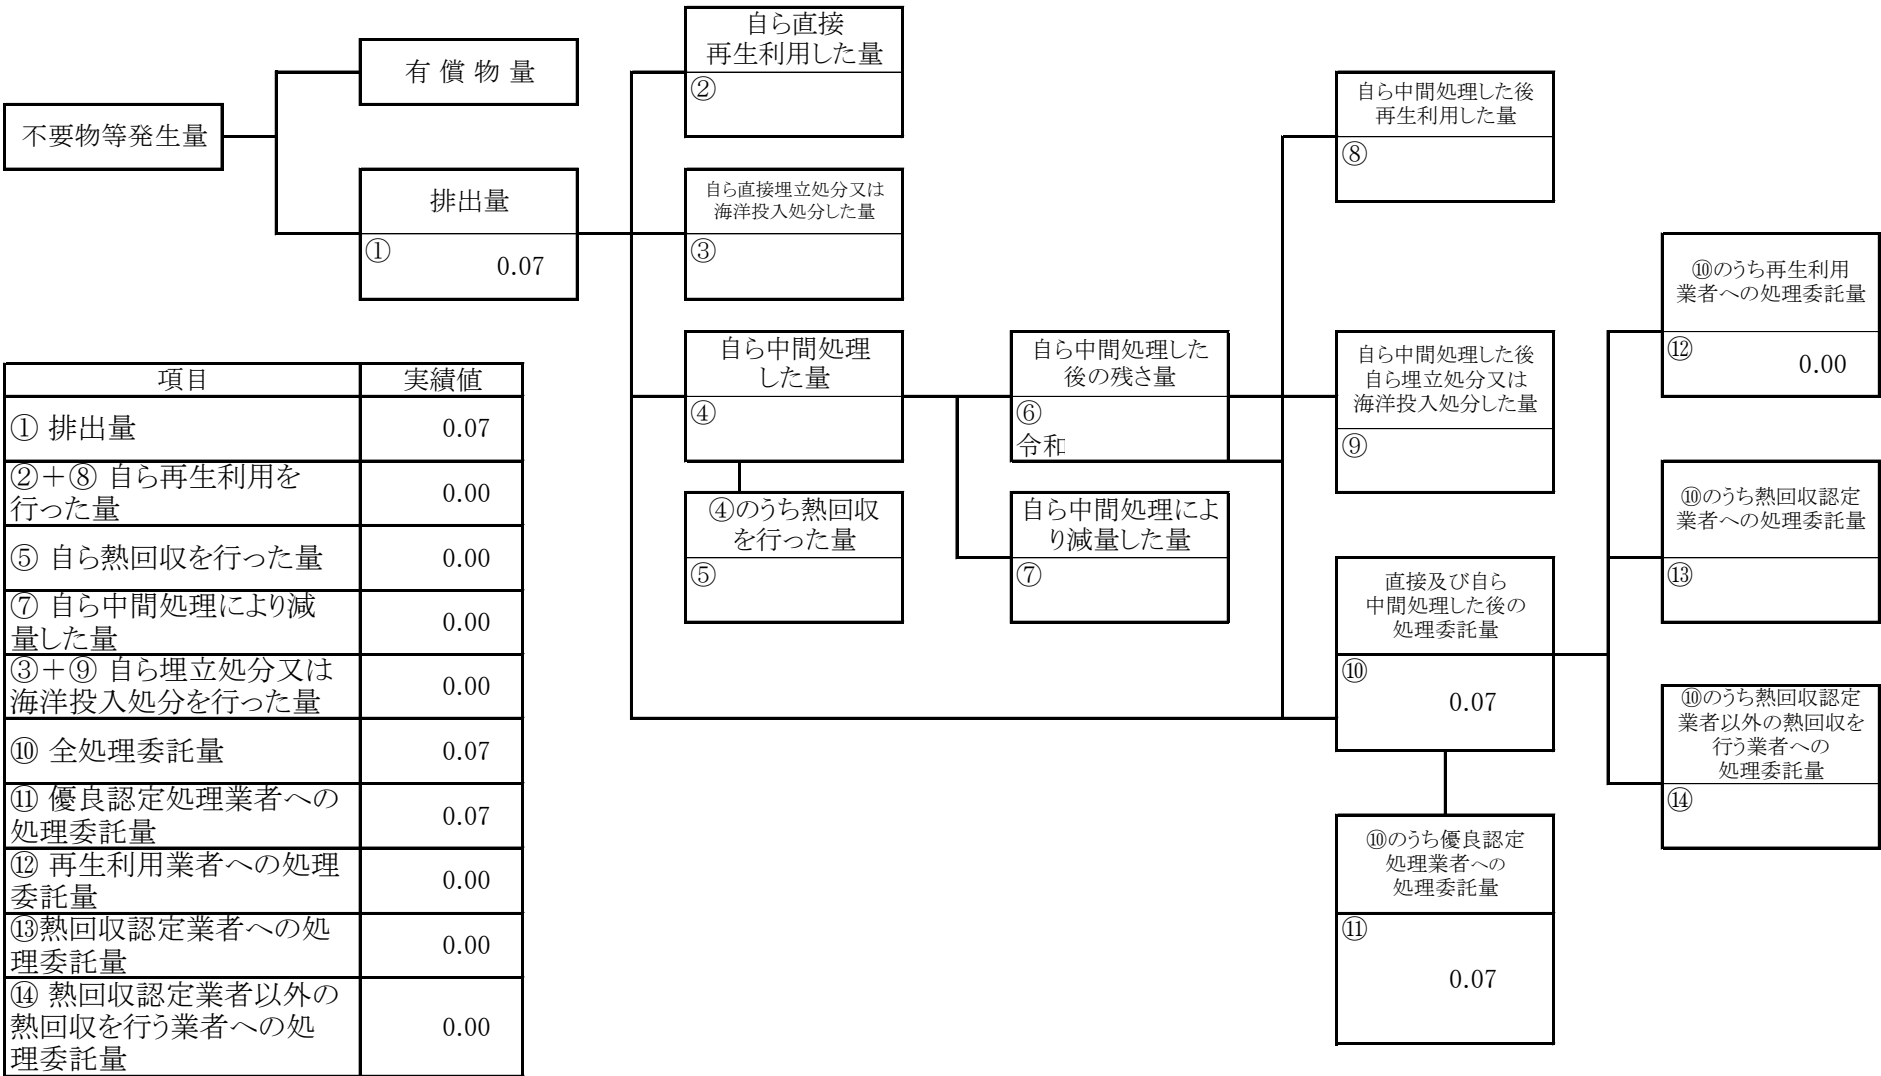 自ら直接
再生利用した量
②
有 償 物 量
不要物等発生量
排出量
①
0.07
自ら直接埋立処分又は
海洋投入処分した量
③
自ら中間処理
した量
④
④のうち熱回収
を行った量
⑤
自ら中間処理した
後の残さ量
⑥
令和
自ら中間処理によ
り減量した量
⑦
自ら中間処理した後
再生利用した量
⑧
自ら中間処理した後
自ら埋立処分又は
海洋投入処分した量
⑨
直接及び自ら
中間処理した後の
処理委託量
⑩
0.07
⑩のうち優良認定
処理業者への
処理委託量
⑪
0.07
⑩のうち再生利用
業者への処理委託量
⑫
0.00
⑩のうち熱回収認定
業者への処理委託量
⑬
⑩のうち熱回収認定
業者以外の熱回収を
行う業者への
処理委託量
⑭
項目 実績値
① 排出量 0.07
②＋⑧ 自ら再生利用を
行った量 0.00
⑤ 自ら熱回収を行った量 0.00
⑦ 自ら中間処理により減
量した量 0.00
③＋⑨ 自ら埋立処分又は
海洋投入処分を行った量 0.00
⑩ 全処理委託量 0.07
⑪ 優良認定処理業者への
処理委託量 0.07
⑫ 再生利用業者への処理
委託量 0.00
⑬熱回収認定業者への処
理委託量 0.00
⑭ 熱回収認定業者以外の
熱回収を行う業者への処
理委託量 0.00